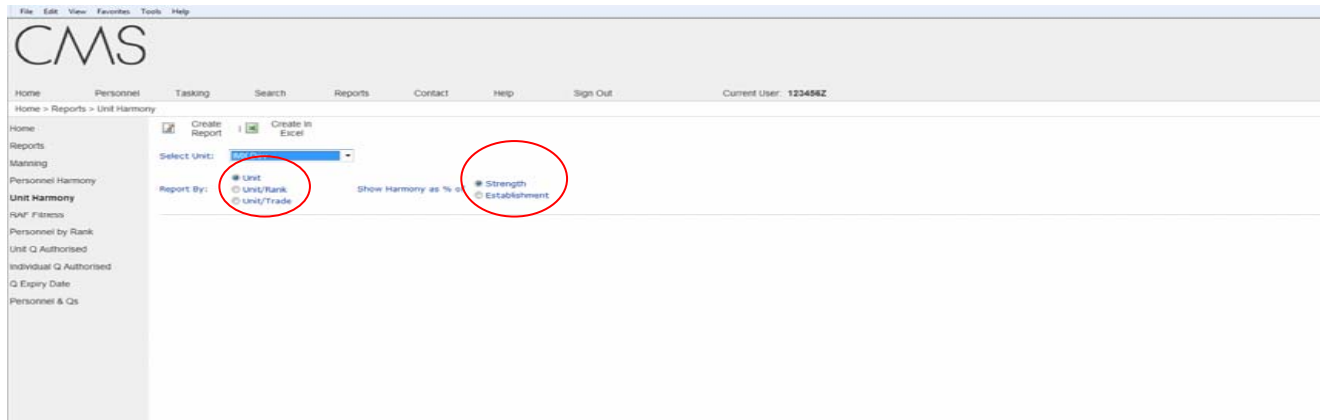 File Edit View Favorites Tools Help
CMS
Home Personnel Tasking Search Reports Contact Help Sign Out Current User: 123456Z
Home > Reports > Unit Harmony
Home
Reports
Manning
Personnel Harmony
Unit Harmony
RAF Fitness
Personnel by Rank
Unit Q Authorised
Individual Q Authorised
Q Expiry Date
Personnel & Qs
Create Report | Create in Excel
Select Unit:
Report By:
Unit
Unit/Rank
Unit/Trade
Show Harmony as % of
Strength
Establishment